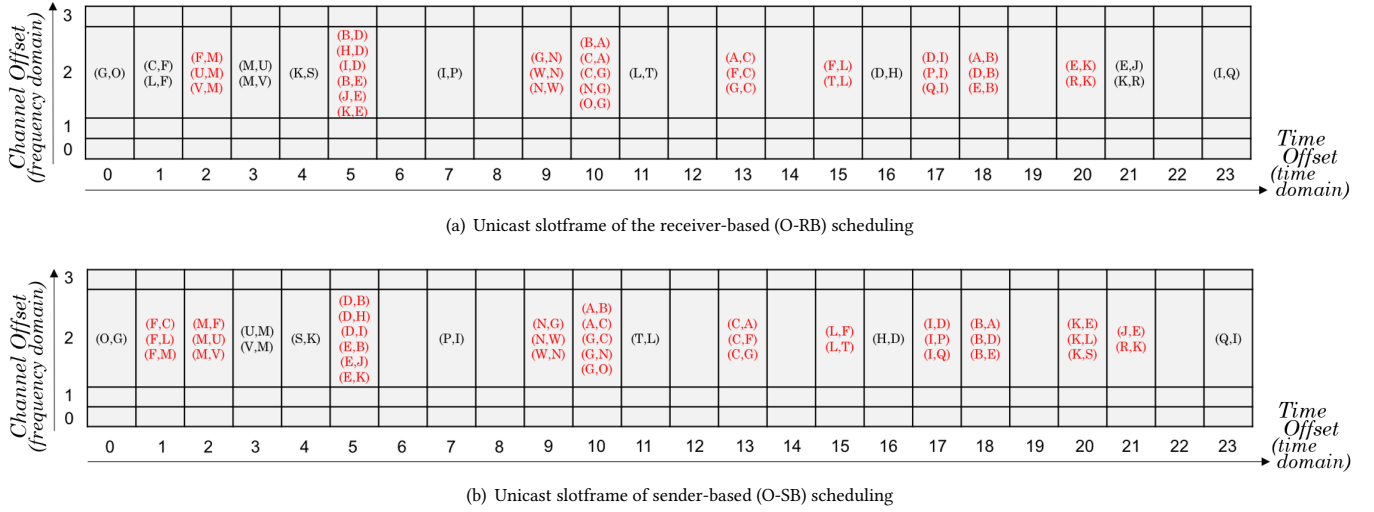 Channel Offset
(frequency domain)
3
2
1
0
(G,O)
(C,F)
(L,F)
(F,M)
(U,M)
(V,M)
(M,U)
(M,V)
(K,S)
(B,D)
(H,D)
(I,D)
(B,E)
(J,E)
(K,E)
(I,P)
(G,N)
(W,N)
(N,W)
(B,A)
(C,A)
(C,G)
(N,G)
(O,G)
(L,T)
(A,C)
(F,C)
(G,C)
(F,L)
(T,L)
(D,H)
(D,I)
(P,I)
(Q,I)
(A,B)
(D,B)
(E,B)
(E,K)
(R,K)
(E,J)
(K,R)
(I,Q)
0 1 2 3 4 5 6 7 8 9 10 11 12 13 14 15 16 17 18 19 20 21 22 23
Time
Offset
(time
domain)
(a) Unicast slotframe of the receiver-based (O-RB) scheduling
Channel Offset
(frequency domain)
3
2
1
0
(O,G)
(F,C)
(F,L)
(F,M)
(M,F)
(M,U)
(M,V)
(U,M)
(V,M)
(S,K)
(D,B)
(D,H)
(D,I)
(E,B)
(E,J)
(E,K)
(P,I)
(N,G)
(N,W)
(W,N)
(A,B)
(A,C)
(G,C)
(G,N)
(G,O)
(T,L)
(C,A)
(C,F)
(C,G)
(L,F)
(L,T)
(H,D)
(I,D)
(I,P)
(I,Q)
(B,A)
(B,D)
(B,E)
(K,E)
(K,L)
(K,S)
(J,E)
(R,K)
(Q,I)
0 1 2 3 4 5 6 7 8 9 10 11 12 13 14 15 16 17 18 19 20 21 22 23
Time
Offset
(time
domain)
(b) Unicast slotframe of sender-based (O-SB) scheduling